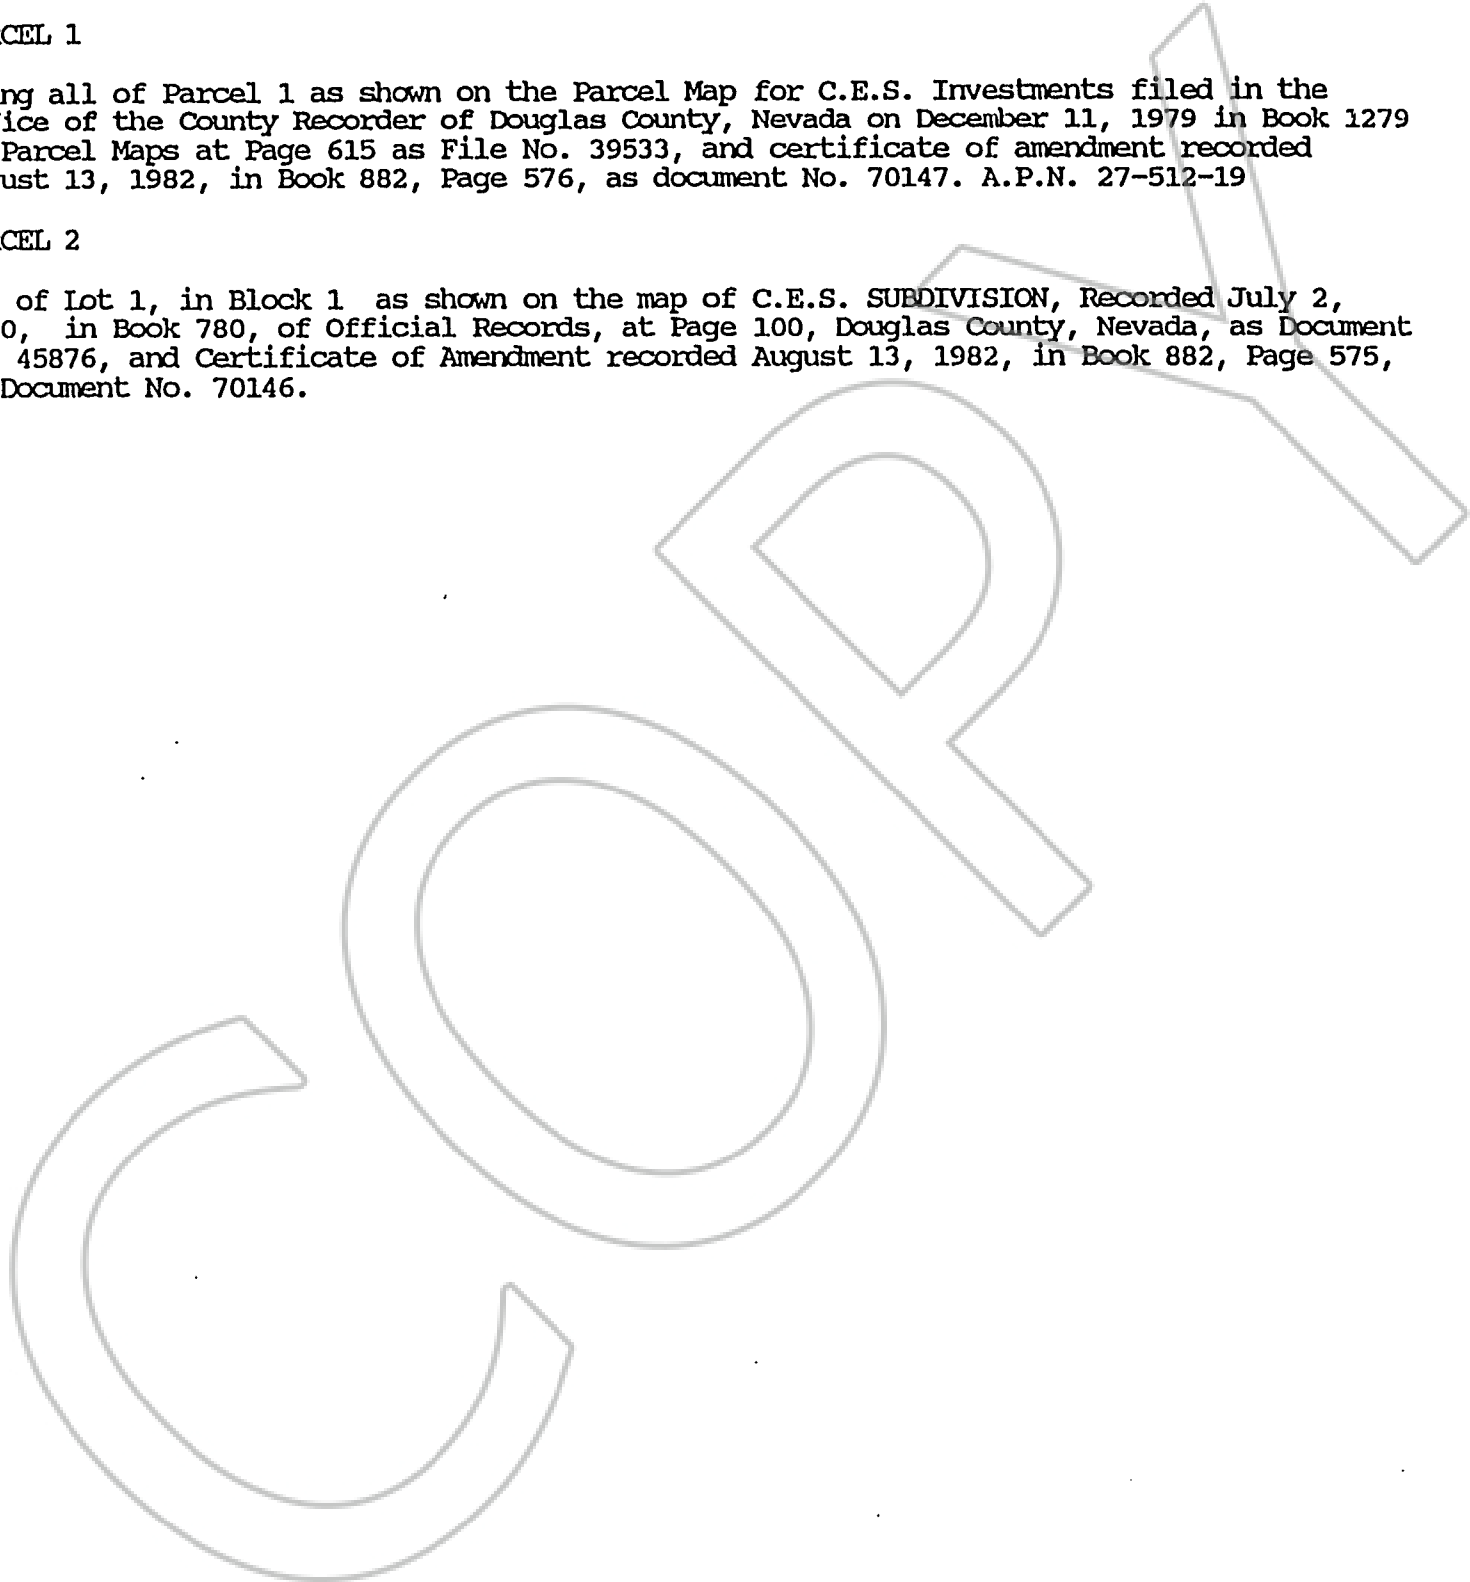 CEL 1
ng all of Parcel 1 as shown on the Parcel Map for C.E.S. Investments filed in the
ice of the County Recorder of Douglas County, Nevada on December 11, 1979 in Book 1279
Parcel Maps at Page 615 as File No. 39533, and certificate of amendment recorded
ust 13, 1982, in Book 882, Page 576, as document No. 70147. A.P.N. 27-512-19
CEL 2
of Lot 1, in Block 1 as shown on the map of C.E.S. SUBDIVISION, Recorded July 2,
0, in Book 780, of Official Records, at Page 100, Douglas County, Nevada, as Document
45876, and Certificate of Amendment recorded August 13, 1982, in Book 882, Page 575,
Document No. 70146.
COPY